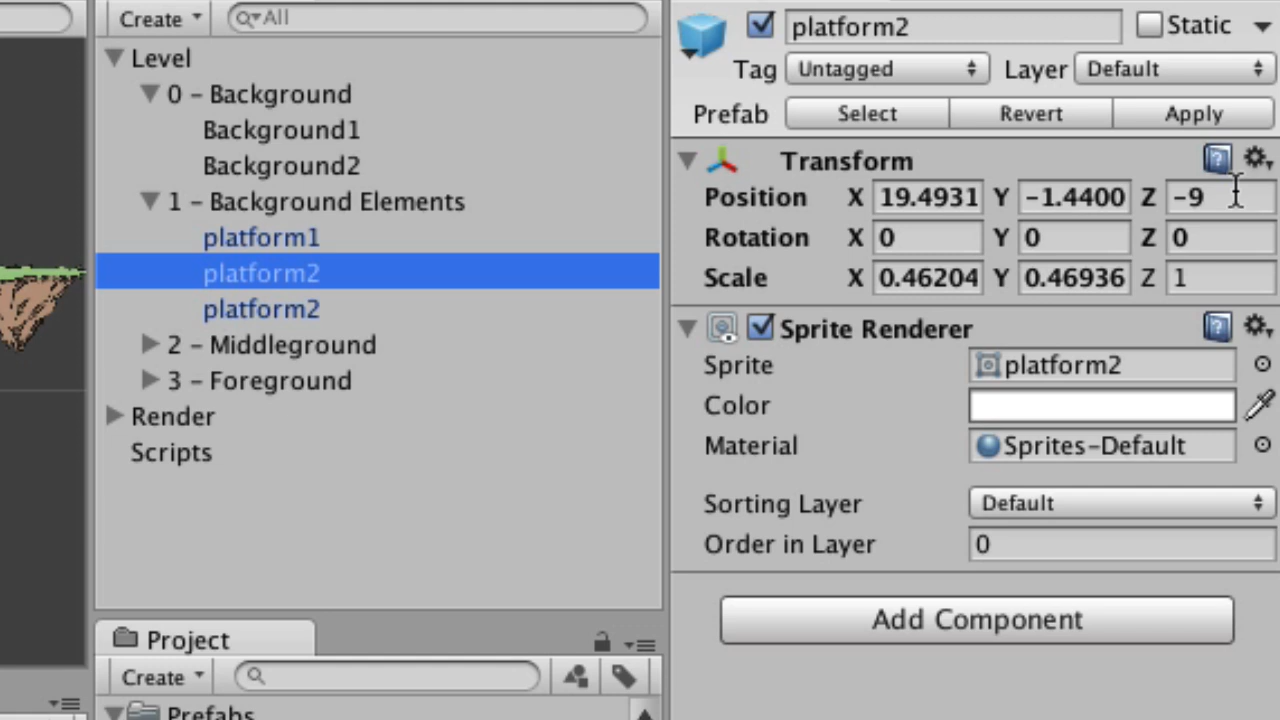 Create
All
Level
0 – Background
Background1
Background2
1 – Background Elements
platform1
platform2
platform2
2 – Middleground
3 – Foreground
Render
Scripts
Project
Create
Prefabs
platform2
Static
Tag Untagged Layer Default
Prefab Select Revert Apply
Transform
Position X 19.4931 Y −1.4400 Z −9
Rotation X 0 Y 0 Z 0
Scale X 0.46204 Y 0.46936 Z 1
Sprite Renderer
Sprite platform2
Color
Material Sprites–Default
Sorting Layer Default
Order in Layer 0
Add Component